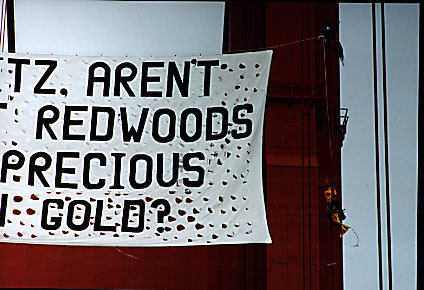 TZ, ARENT
REDWOODS
PRECIOUS
GOLD?